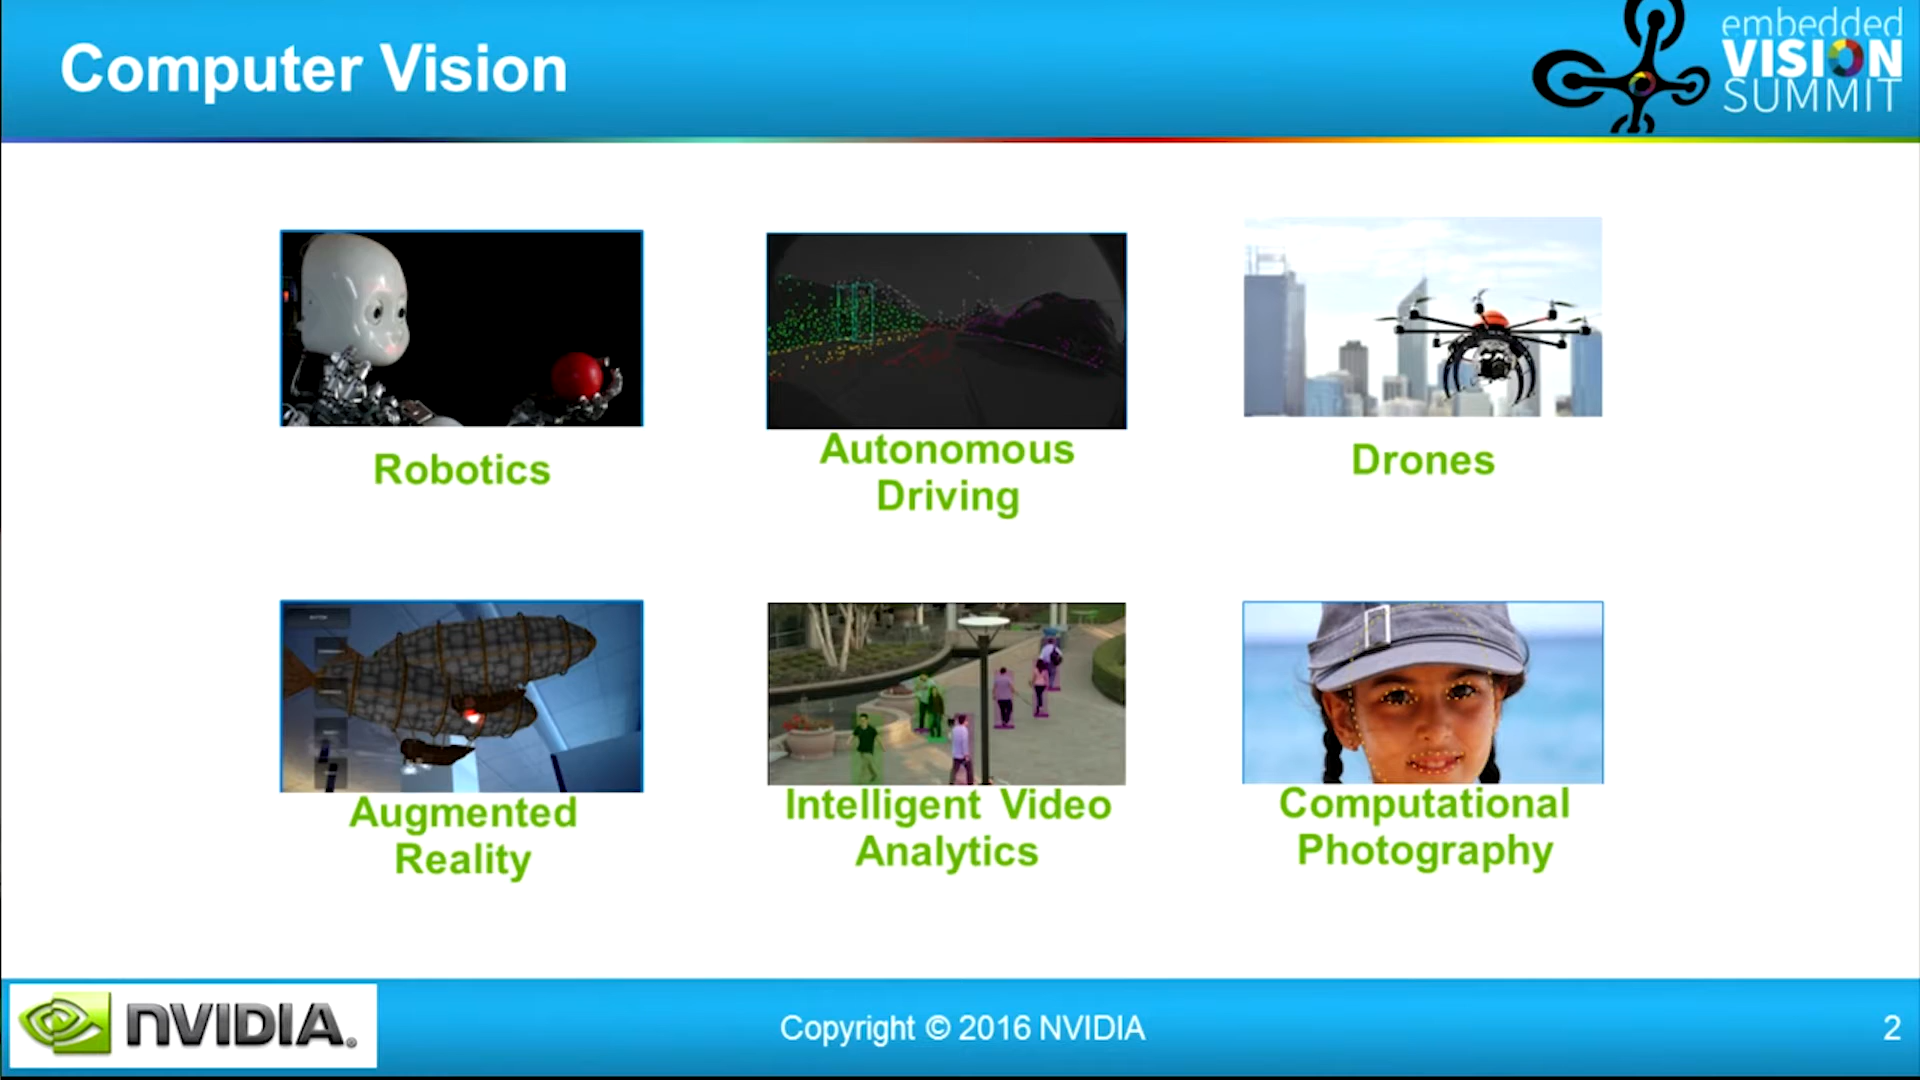 Computer Vision
embedded
VISION
SUMMIT
Robotics
Autonomous
Driving
Drones
Augmented
Reality
Intelligent Video
Analytics
Computational
Photography
NVIDIA.
Copyright © 2016 NVIDIA
2